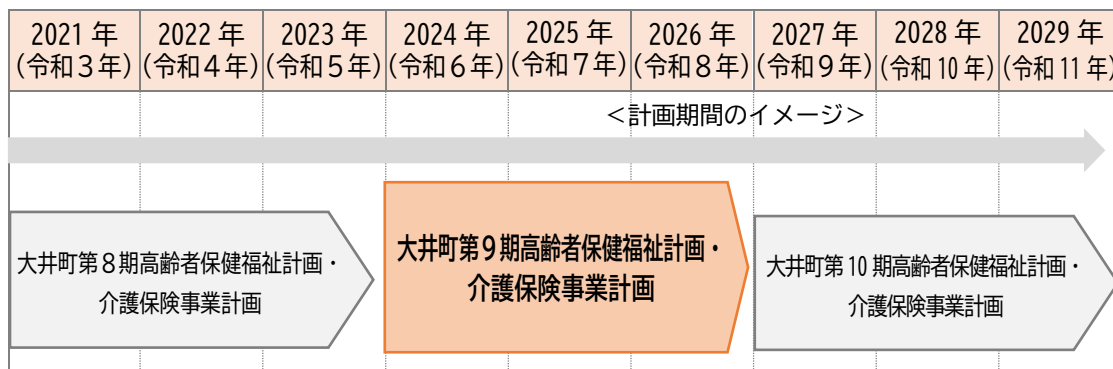 2021 年 2022 年 2023 年 2024 年 2025 年 2026 年 2027 年 2028 年 2029 年
(令和３年) (令和４年) (令和５年) (令和６年) (令和７年) (令和８年) (令和９年) (令和 10 年) (令和 11 年)
＜計画期間のイメージ＞
大井町第８期高齢者保健福祉計画・
介護保険事業計画
大井町第９期高齢者保健福祉計画・
介護保険事業計画
大井町第 10 期高齢者保健福祉計画・
介護保険事業計画